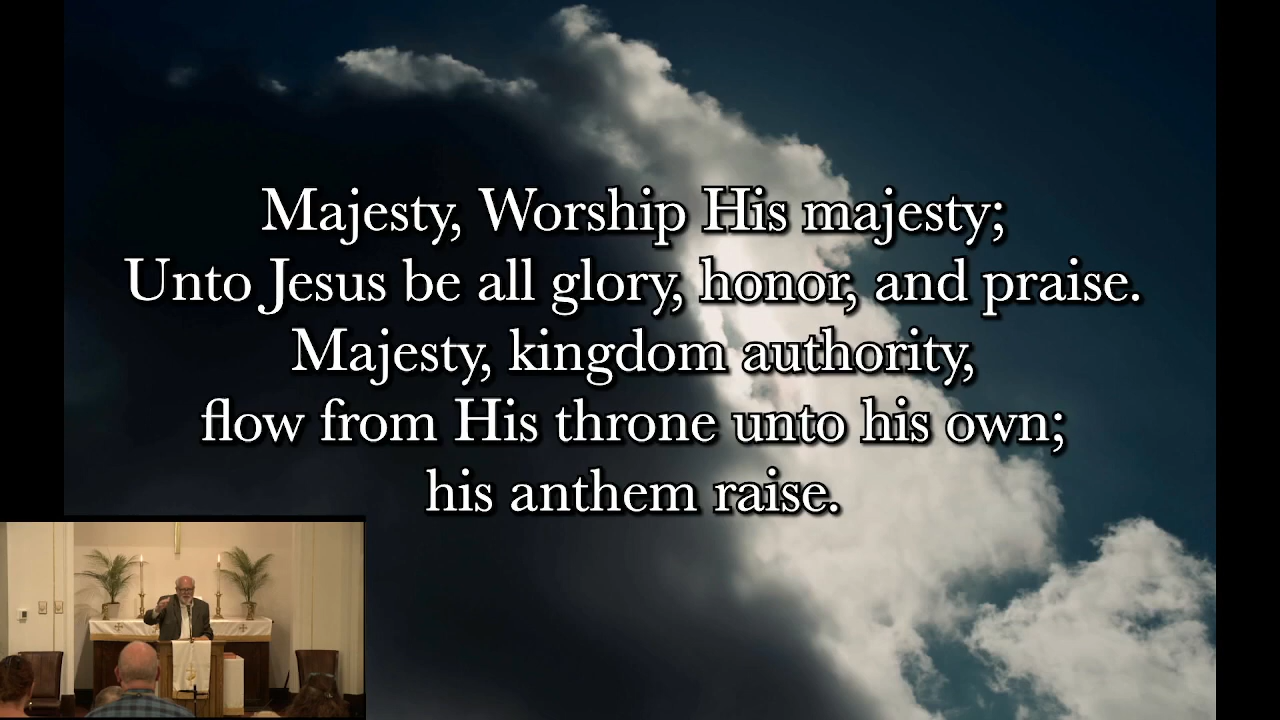 Majesty, Worship His majesty;
Unto Jesus be all glory, honor, and praise.
Majesty, kingdom authority,
flow from His throne unto his own;
his anthem raise.